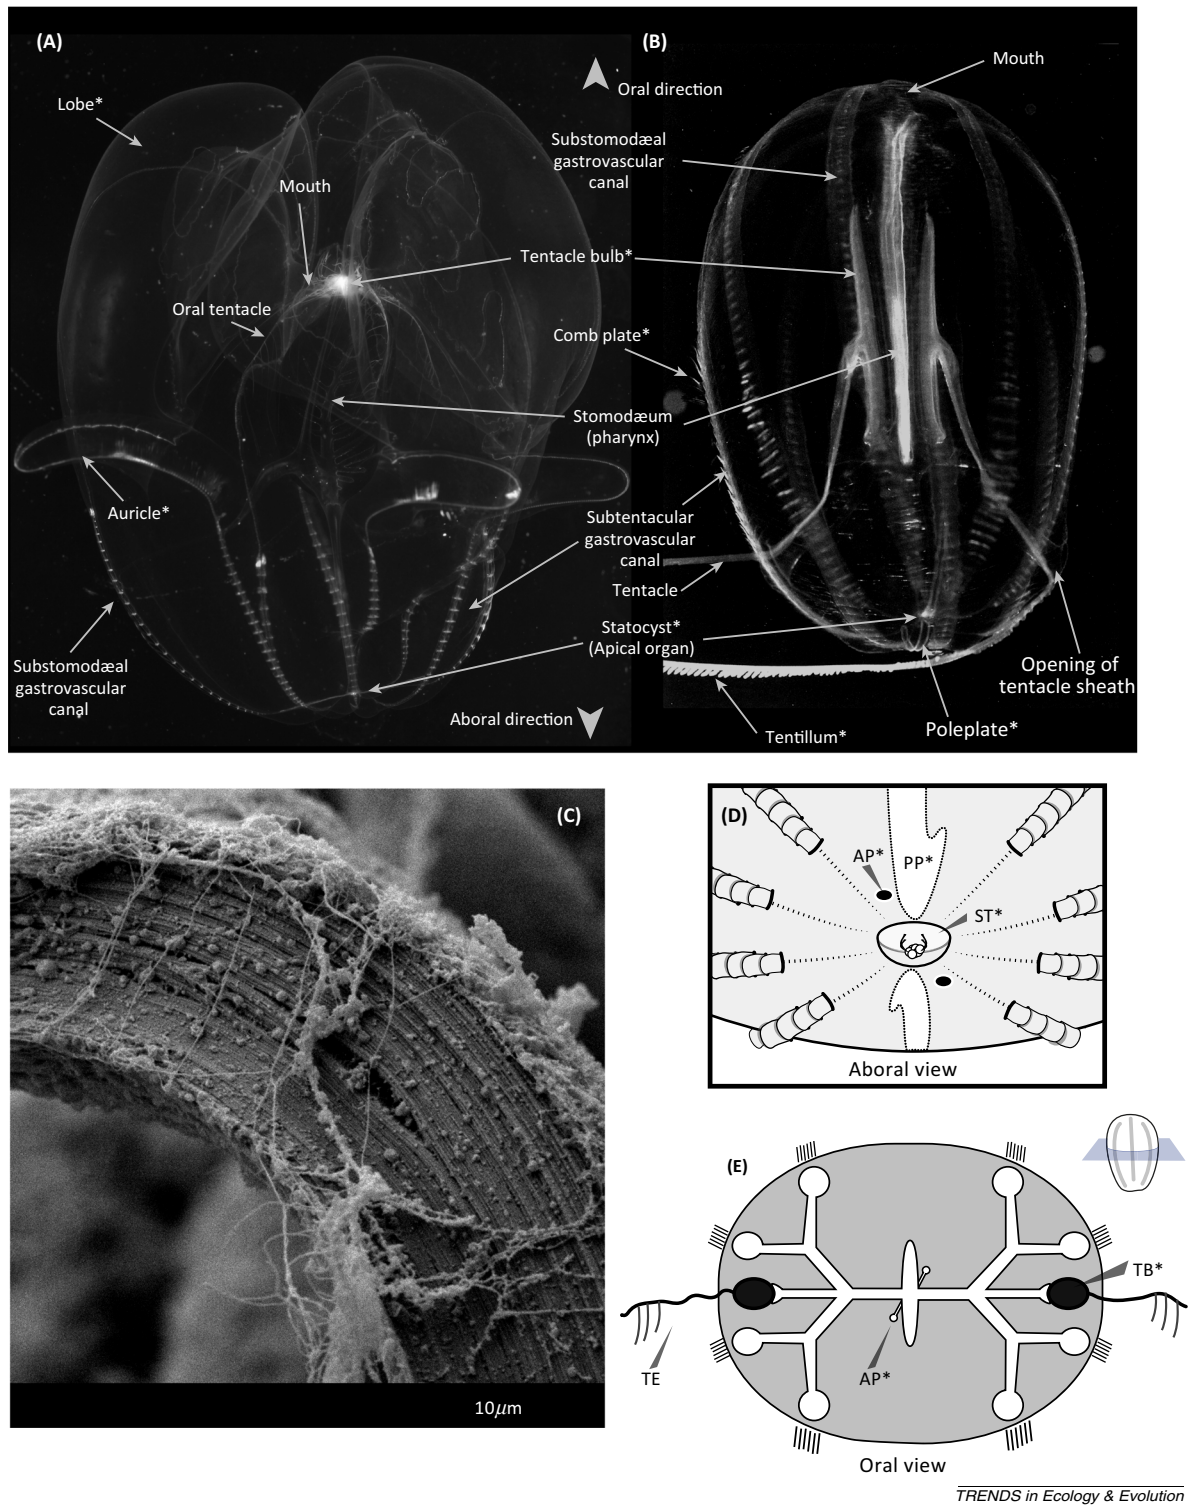 (A)
Lobe*
Mouth
Oral tentacle
Auricle*
Substomodæal
gastrovascular
canal
Oral direction
(B)
Mouth
Substomodæal
gastrovascular
canal
Tentacle bulb*
Comb plate*
Stomodæum
(pharynx)
Subtentacular
gastrovascular
canal
Tentacle
Statocyst*
(Apical organ)
Aboral direction
Opening of
tentacle sheath
Poleplate*
Tentillum*
(C)
10μm
(D)
AP*
PP*
ST*
Aboral view
(E)
TB*
TE
AP*
Oral view
TRENDS in Ecology & Evolution